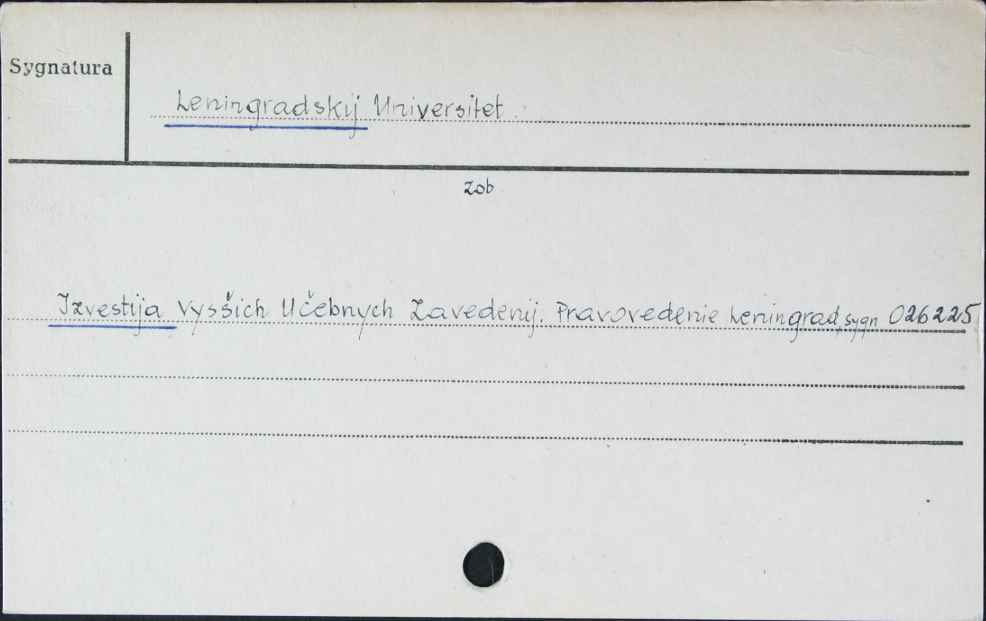 Sygnatura
Leningradskij Universitet.
zob
Izvestija Vysšich Učebnych Zavedenij. Pravovedenie Leningrad, sygn 026225